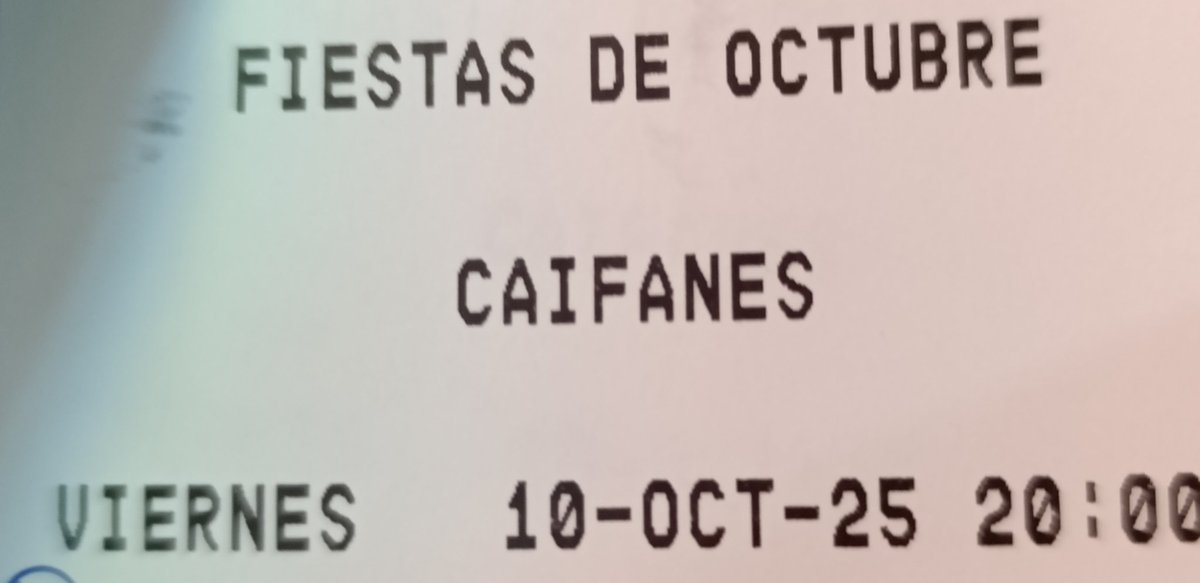 FIESTAS DE OCTUBRE
CAIFANES
VIERNES 10-OCT-25 20:00